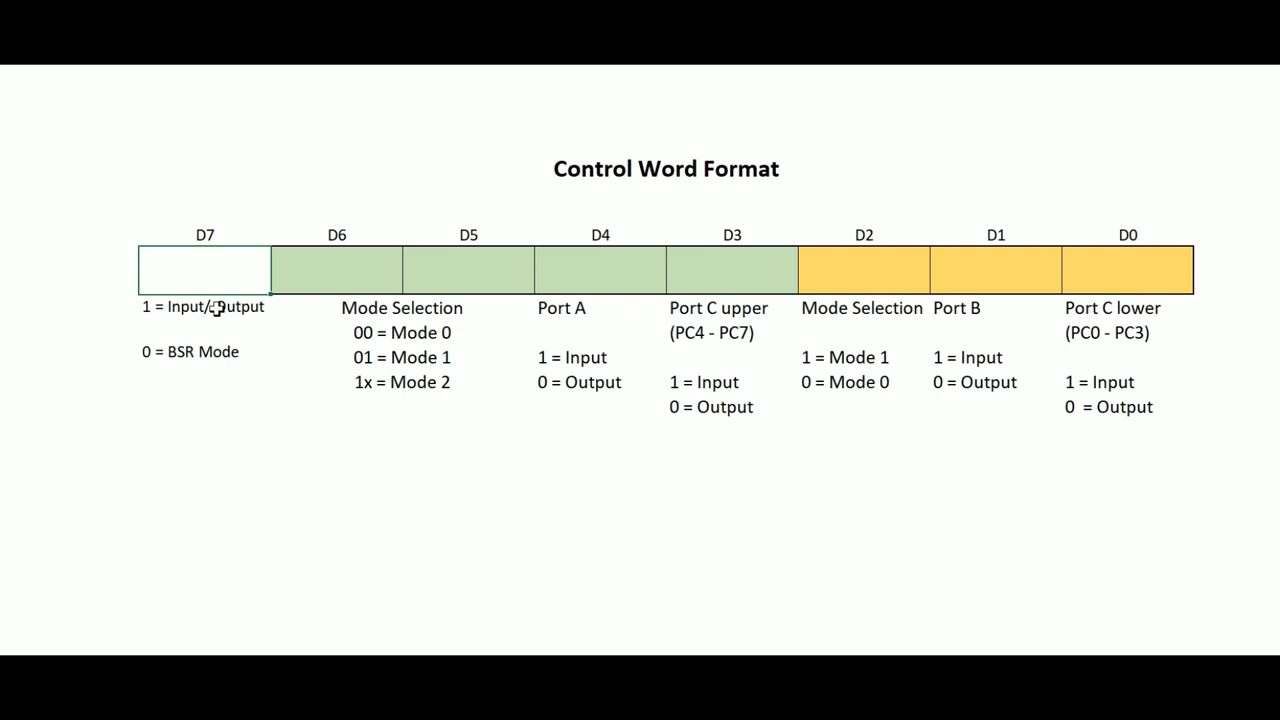 Control Word Format
D7 D6 D5 D4 D3 D2 D1 D0
1 = Input/Output Mode Selection Port A Port C upper Mode Selection Port B Port C lower
00 = Mode 0 (PC4 - PC7) (PC0 - PC3)
0 = BSR Mode 01 = Mode 1 1 = Input 1 = Mode 1 1 = Input
1x = Mode 2 0 = Output 1 = Input 0 = Mode 0 0 = Output 1 = Input
0 = Output 0  = Output